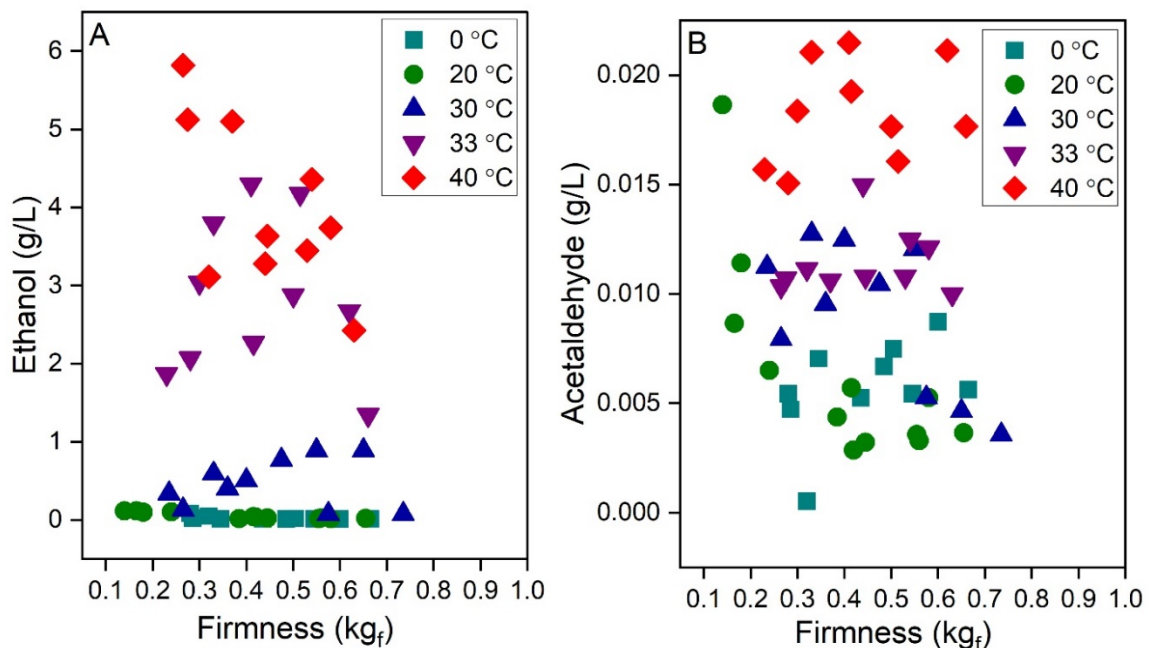 A
0 °C
20 °C
30 °C
33 °C
40 °C
6
5
4
3
2
1
0
Ethanol (g/L)
0.1 0.2 0.3 0.4 0.5 0.6 0.7 0.8 0.9 1.0
Firmness (kgf)
B
0 °C
20 °C
30 °C
33 °C
40 °C
0.020
0.015
0.010
0.005
0.000
Acetaldehyde (g/L)
0.1 0.2 0.3 0.4 0.5 0.6 0.7 0.8 0.9 1.0
Firmness (kgf)